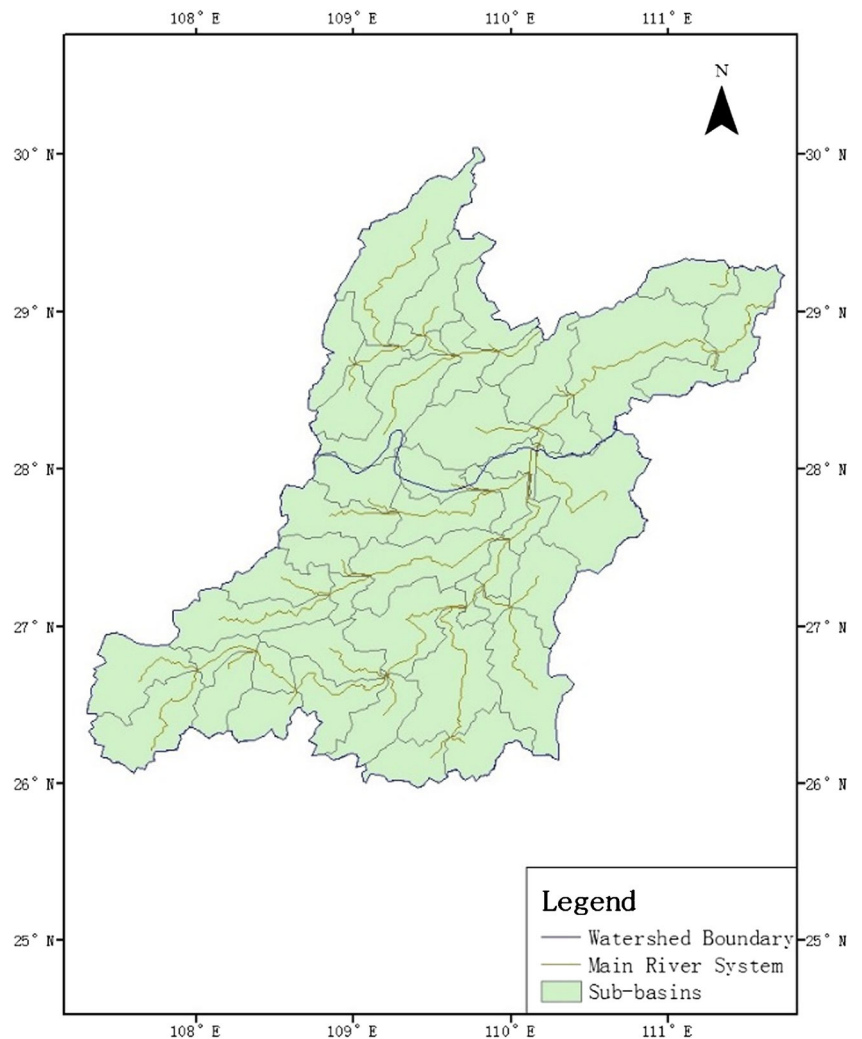 108° E 109° E 110° E 111° E
N
30° N 30° N
29° N 29° N
28° N 28° N
27° N 27° N
26° N 26° N
25° N 25° N
Legend
Watershed Boundary
Main River System
Sub-basins
108° E 109° E 110° E 111° E